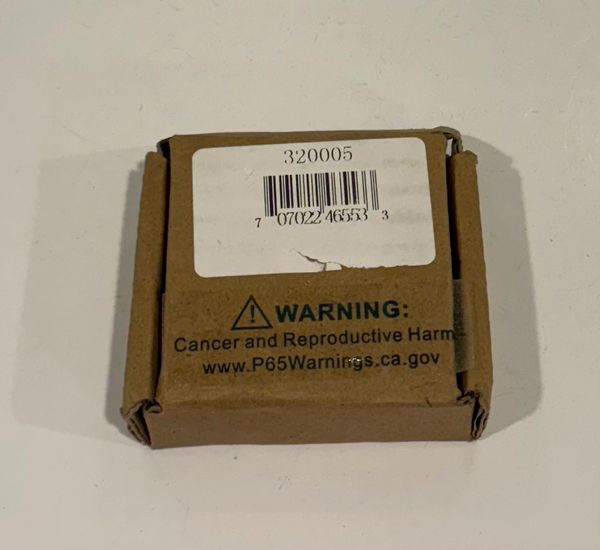 320005
7 07022 46553 3
WARNING:
Cancer and Reproductive Harm-
www.P65Warnings.ca.gov